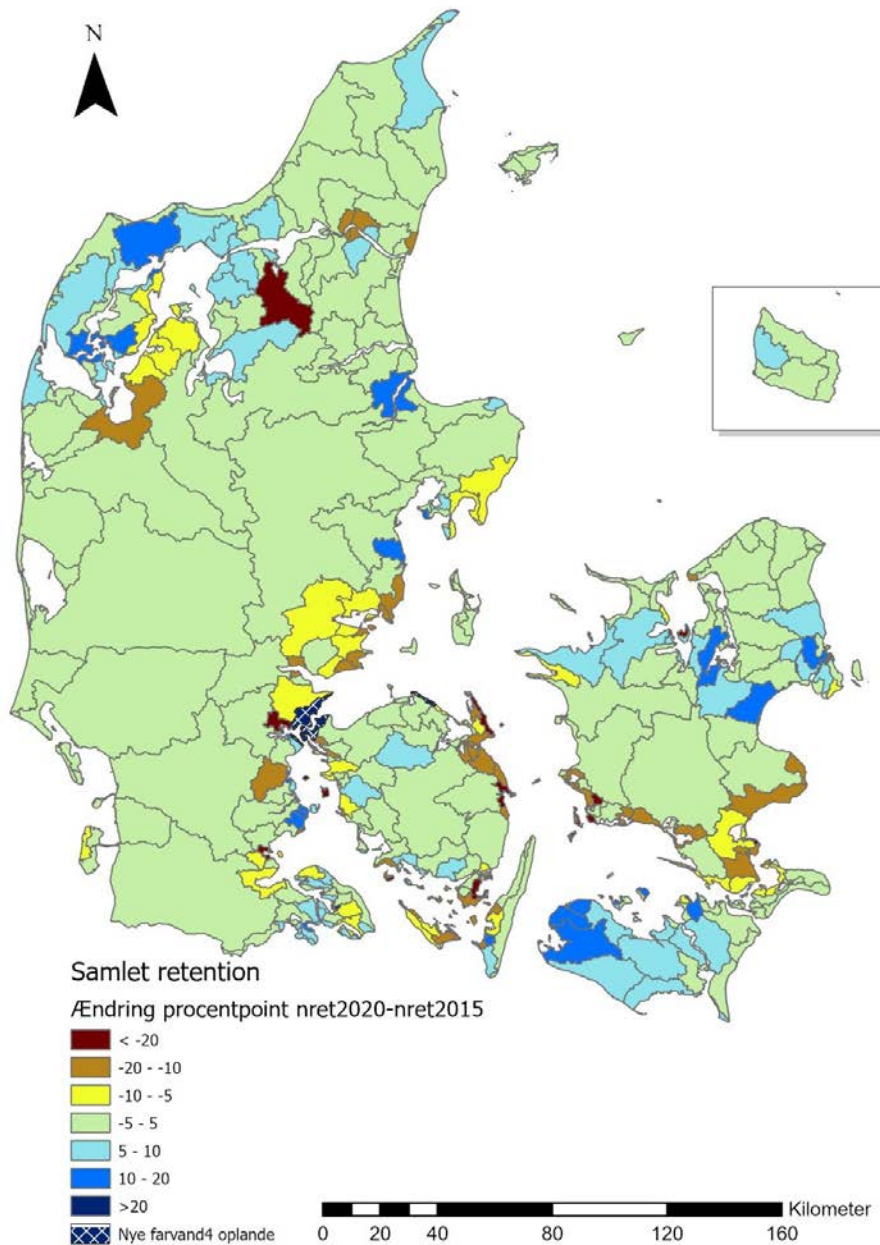 N
Samlet retention
Ændring procentpoint nret2020-nret2015
< -20
-20 - -10
-10 - -5
-5 - 5
5 - 10
10 - 20
>20
Nye farvand4 oplande
Kilometer
0 20 40 80 120 160